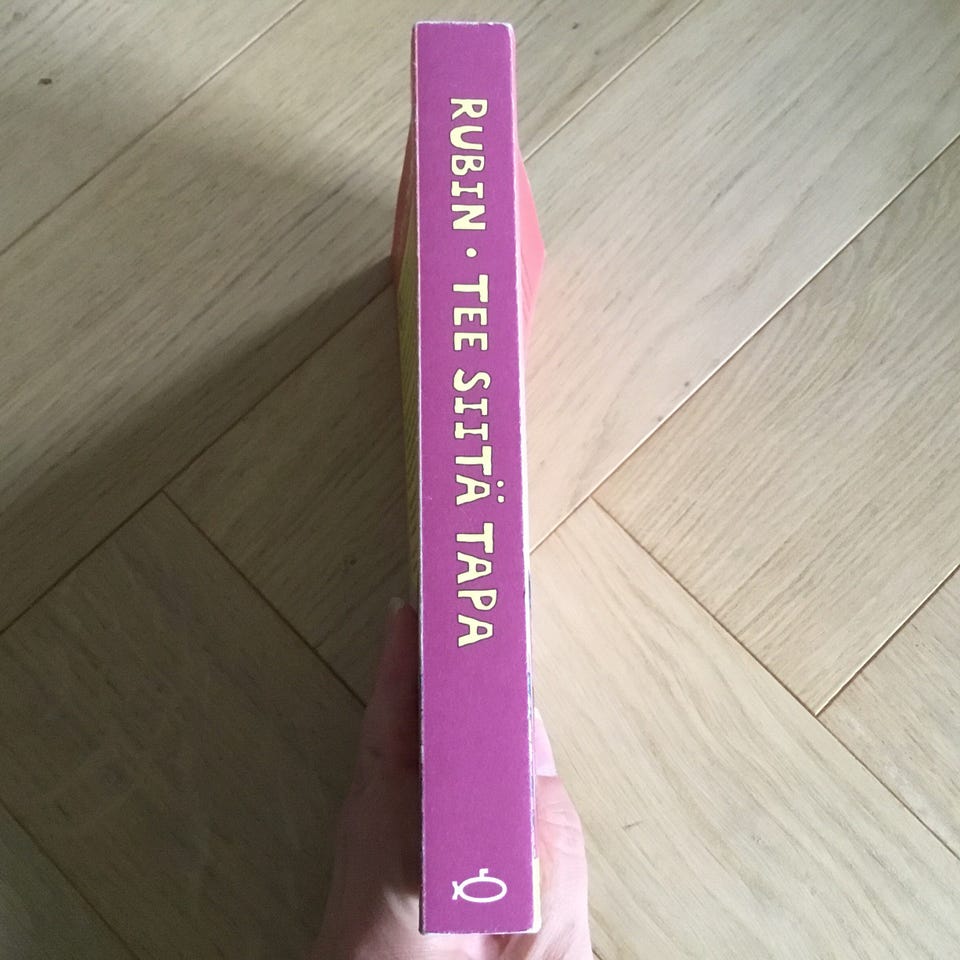 RUBIN • TEE SIITÄ TAPA